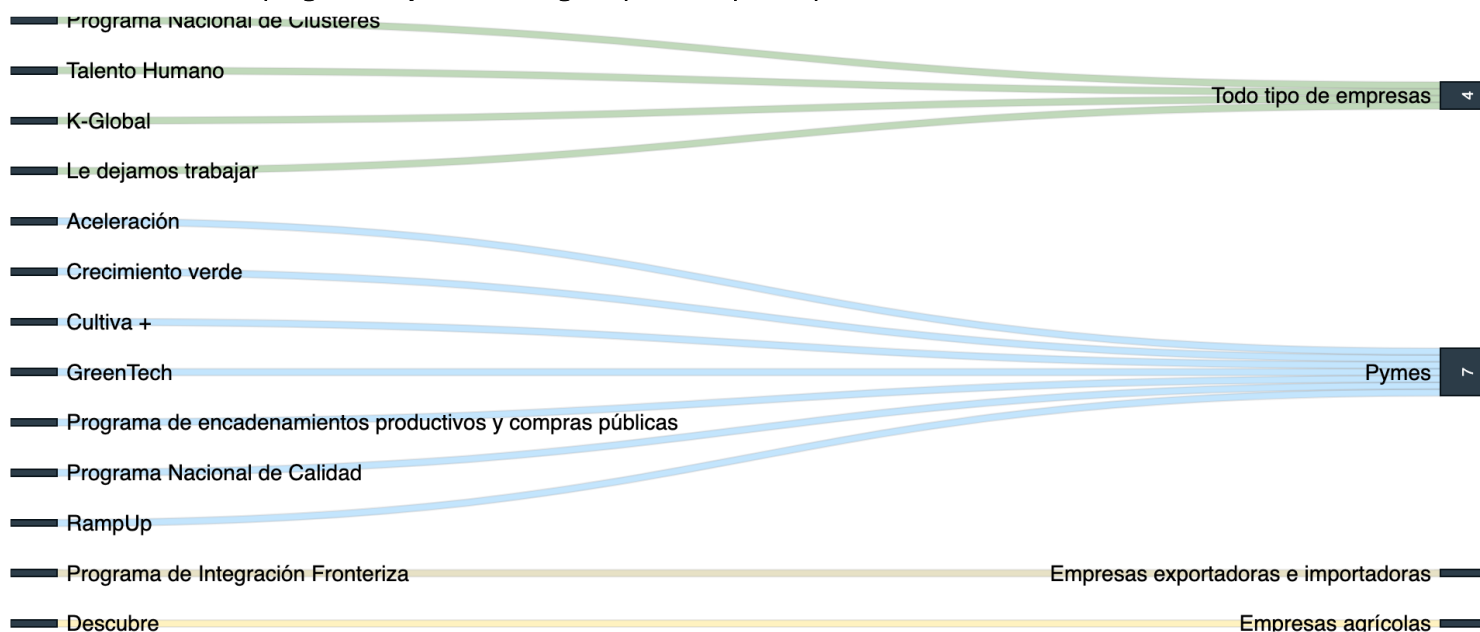 Programa Nacional de Clústeres
Talento Humano
K-Global
Le dejamos trabajar
Aceleración
Crecimiento verde
Cultiva +
GreenTech
Programa de encadenamientos productivos y compras públicas
Programa Nacional de Calidad
RampUp
Programa de Integración Fronteriza
Descubre
Todo tipo de empresas
4
Pymes
7
Empresas exportadoras e importadoras
Empresas agrícolas